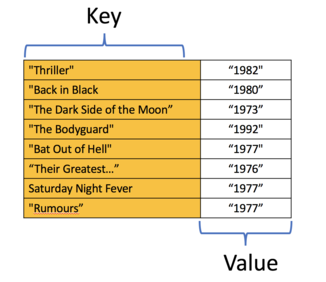 Key
"Thriller" “1982"
"Back in Black “1980”
"The Dark Side of the Moon” “1973”
"The Bodyguard" “1992"
"Bat Out of Hell" “1977"
“Their Greatest...” “1976”
Saturday Night Fever “1977”
"Rumours” “1977”
Value